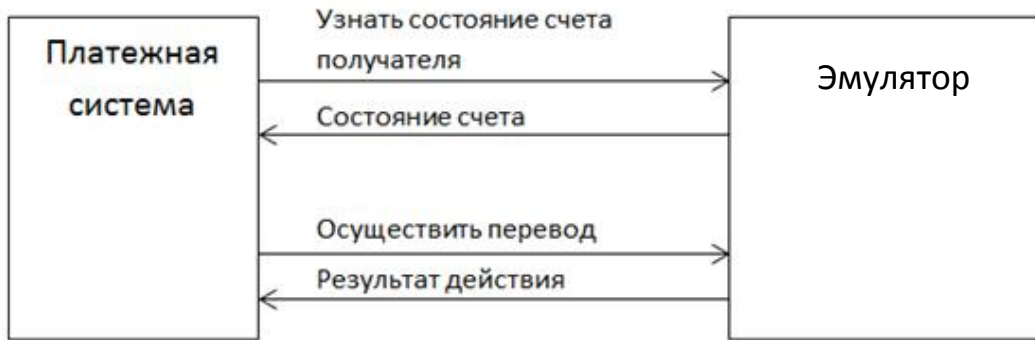 Платежная
система
Узнать состояние счета
получателя
Состояние счета
Осуществить перевод
Результат действия
Эмулятор